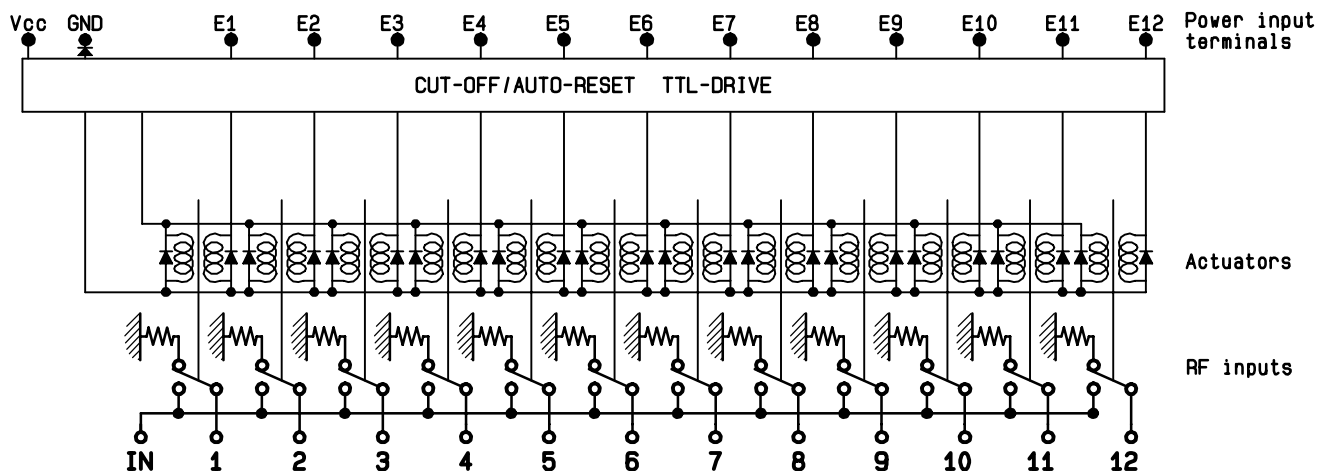 Vcc GND E1 E2 E3 E4 E5 E6 E7 E8 E9 E10 E11 E12 Power input
terminals
CUT-OFF/AUTO-RESET TTL-DRIVE
Actuators
RF inputs
IN 1 2 3 4 5 6 7 8 9 10 11 12